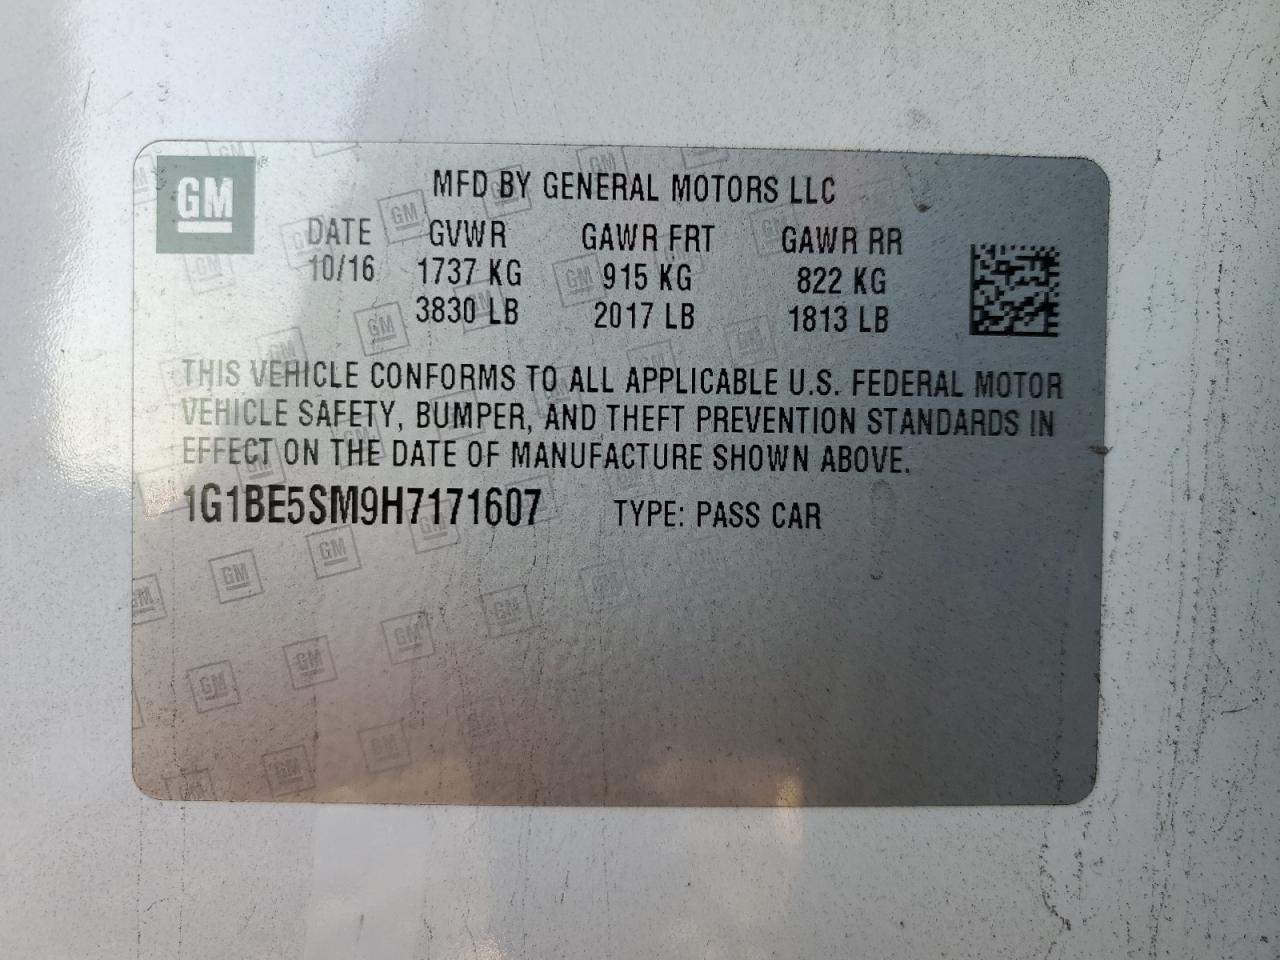 GM
MFD BY GENERAL MOTORS LLC
DATE GVWR GAWR FRT GAWR RR
10/16 1737 KG 915 KG 822 KG
3830 LB 2017 LB 1813 LB
THIS VEHICLE CONFORMS TO ALL APPLICABLE U.S. FEDERAL MOTOR
VEHICLE SAFETY, BUMPER, AND THEFT PREVENTION STANDARDS IN
EFFECT ON THE DATE OF MANUFACTURE SHOWN ABOVE.
1G1BE5SM9H7171607 TYPE: PASS CAR